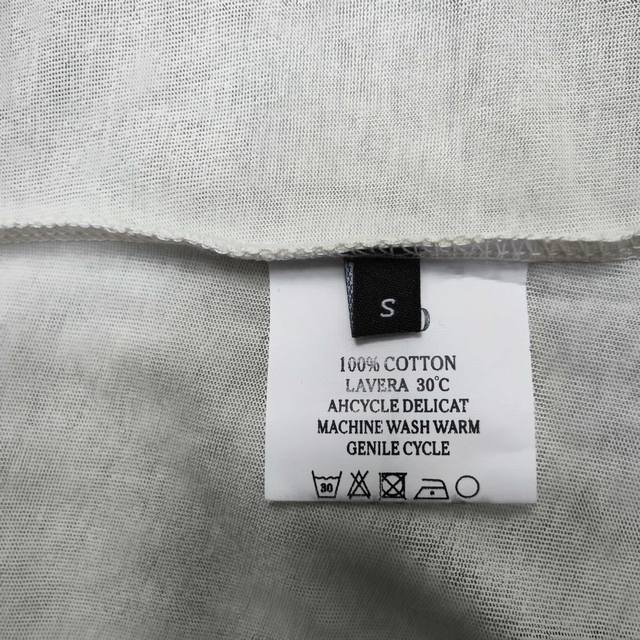 S
100% COTTON
LAVERA 30°C
AHCYCLE DELICAT
MACHINE WASH WARM
GENILE CYCLE
30